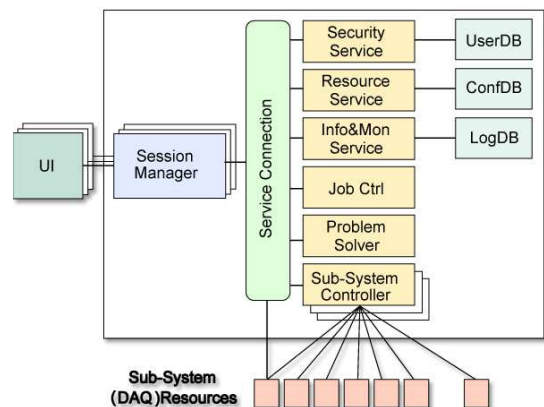 Security
Service
UserDB
Resource
Service
ConfDB
Info&Mon
Service
LogDB
UI
Session
Manager
Service Connection
Job Ctrl
Problem
Solver
Sub-System
Controller
Sub-System
(DAQ)Resources